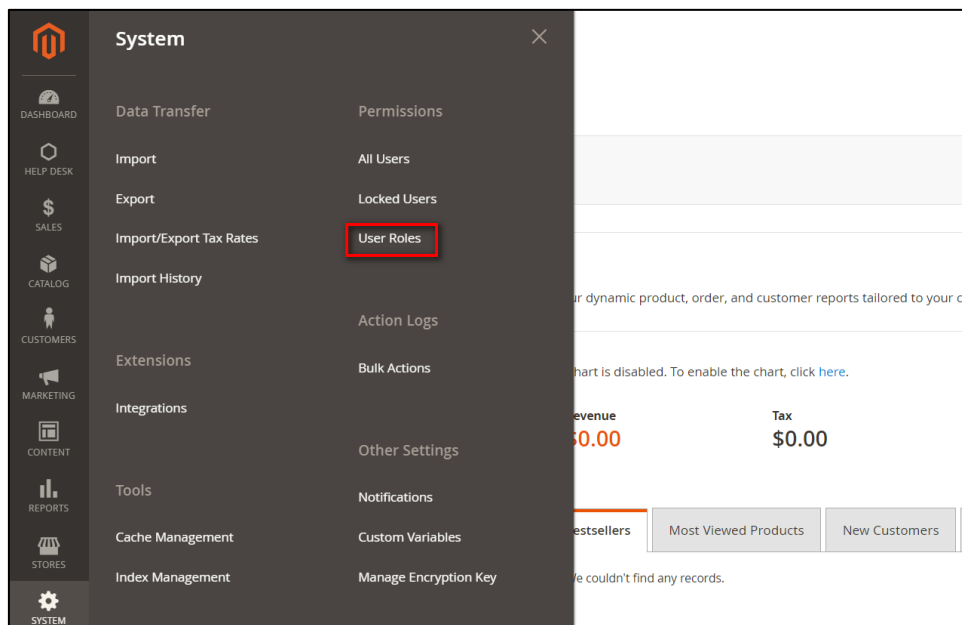 System
DASHBOARD
HELP DESK
SALES
CATALOG
CUSTOMERS
MARKETING
CONTENT
REPORTS
STORES
SYSTEM
Data Transfer
Import
Export
Import/Export Tax Rates
Import History
Extensions
Integrations
Tools
Cache Management
Index Management
Permissions
All Users
Locked Users
User Roles
Action Logs
Bulk Actions
Other Settings
Notifications
Custom Variables
Manage Encryption Key
ur dynamic product, order, and customer reports tailored to your c
hart is disabled. To enable the chart, click here.
evenue
$0.00
Tax
$0.00
estsellers
Most Viewed Products
New Customers
e couldn't find any records.